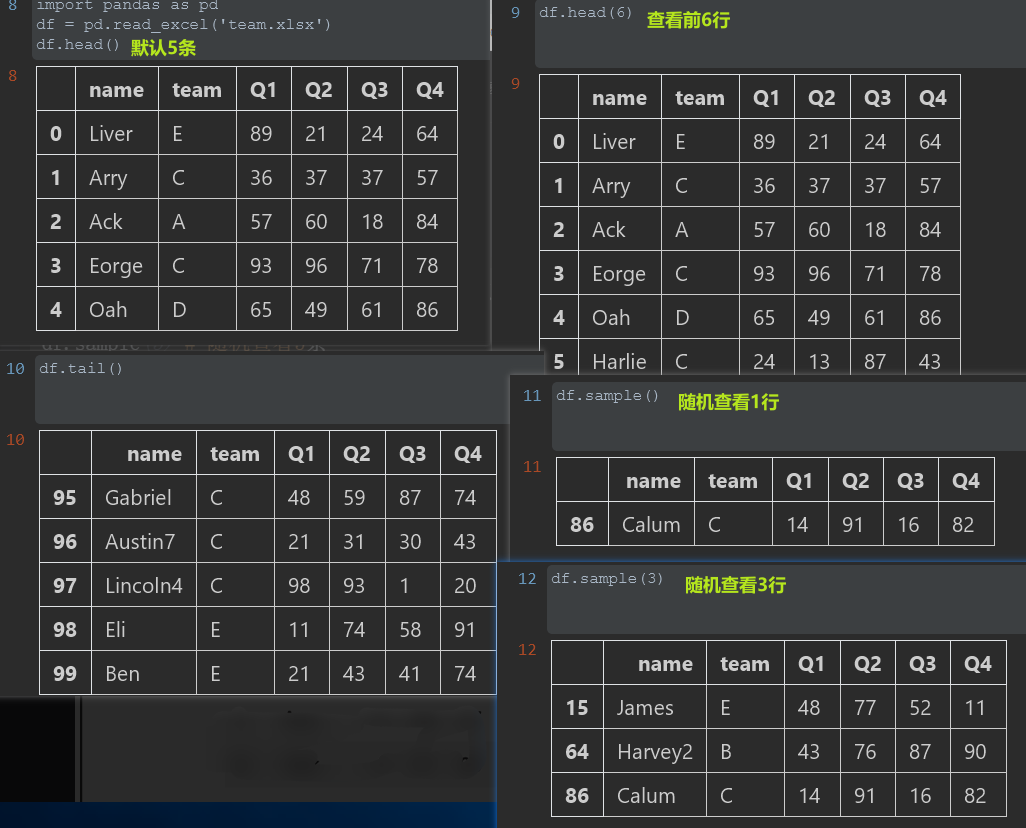 8
import pandas as pd
df = pd.read_excel('team.xlsx')
df.head() 默认5条
8
name team Q1 Q2 Q3 Q4
0 Liver E 89 21 24 64
1 Arry C 36 37 37 57
2 Ack A 57 60 18 84
3 Eorge C 93 96 71 78
4 Oah D 65 49 61 86
9 df.head(6) 查看前6行
9
name team Q1 Q2 Q3 Q4
0 Liver E 89 21 24 64
1 Arry C 36 37 37 57
2 Ack A 57 60 18 84
3 Eorge C 93 96 71 78
4 Oah D 65 49 61 86
5 Harlie C 24 13 87 43
10 df.tail()
10
name team Q1 Q2 Q3 Q4
95 Gabriel C 48 59 87 74
96 Austin7 C 21 31 30 43
97 Lincoln4 C 98 93 1 20
98 Eli E 11 74 58 91
99 Ben E 21 43 41 74
11 df.sample() 随机查看1行
11
name team Q1 Q2 Q3 Q4
86 Calum C 14 91 16 82
12 df.sample(3) 随机查看3行
12
name team Q1 Q2 Q3 Q4
15 James E 48 77 52 11
64 Harvey2 B 43 76 87 90
86 Calum C 14 91 16 82